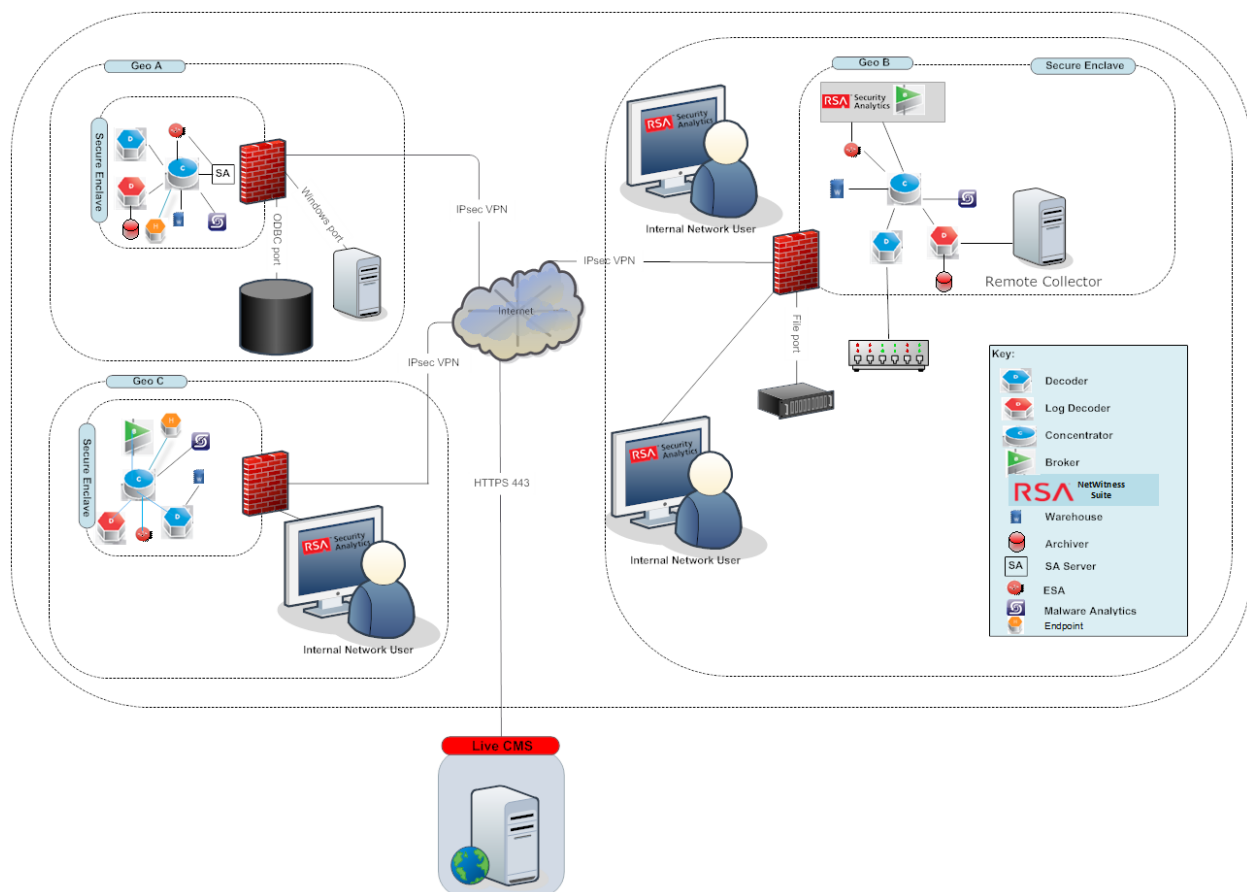 Geo A
Secure Enclave
D
D
C
H
W
SA
ODBC port
Windows port
IPsec VPN
Internet
IPsec VPN
HTTPS 443
Geo C
Secure Enclave
B
H
C
W
D
D
RSA Security Analytics
Internal Network User
Live CMS
Geo B
Secure Enclave
RSA Security Analytics
B
RSA Security Analytics
Internal Network User
W
C
D
D
Remote Collector
IPsec VPN
File port
RSA Security Analytics
Internal Network User
Key:
D Decoder
D Log Decoder
C Concentrator
B Broker
RSA NetWitness Suite
W Warehouse
Archiver
SA SA Server
ESA
Malware Analytics
H Endpoint